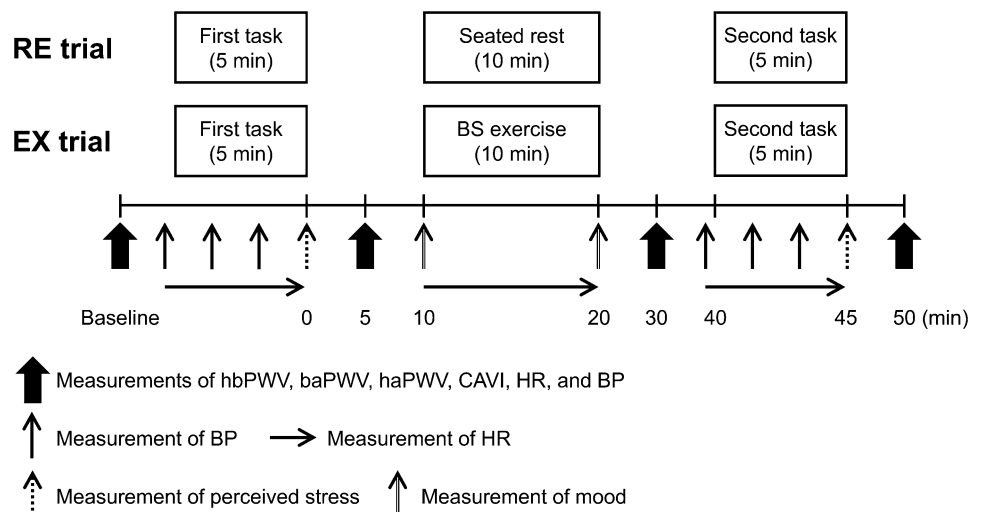 RE trial
First task
(5 min)
Seated rest
(10 min)
Second task
(5 min)
EX trial
First task
(5 min)
BS exercise
(10 min)
Second task
(5 min)
Baseline 0 5 10 20 30 40 45 50 (min)
Measurements of hbPWV, baPWV, haPWV, CAVI, HR, and BP
Measurement of BP Measurement of HR
Measurement of perceived stress Measurement of mood